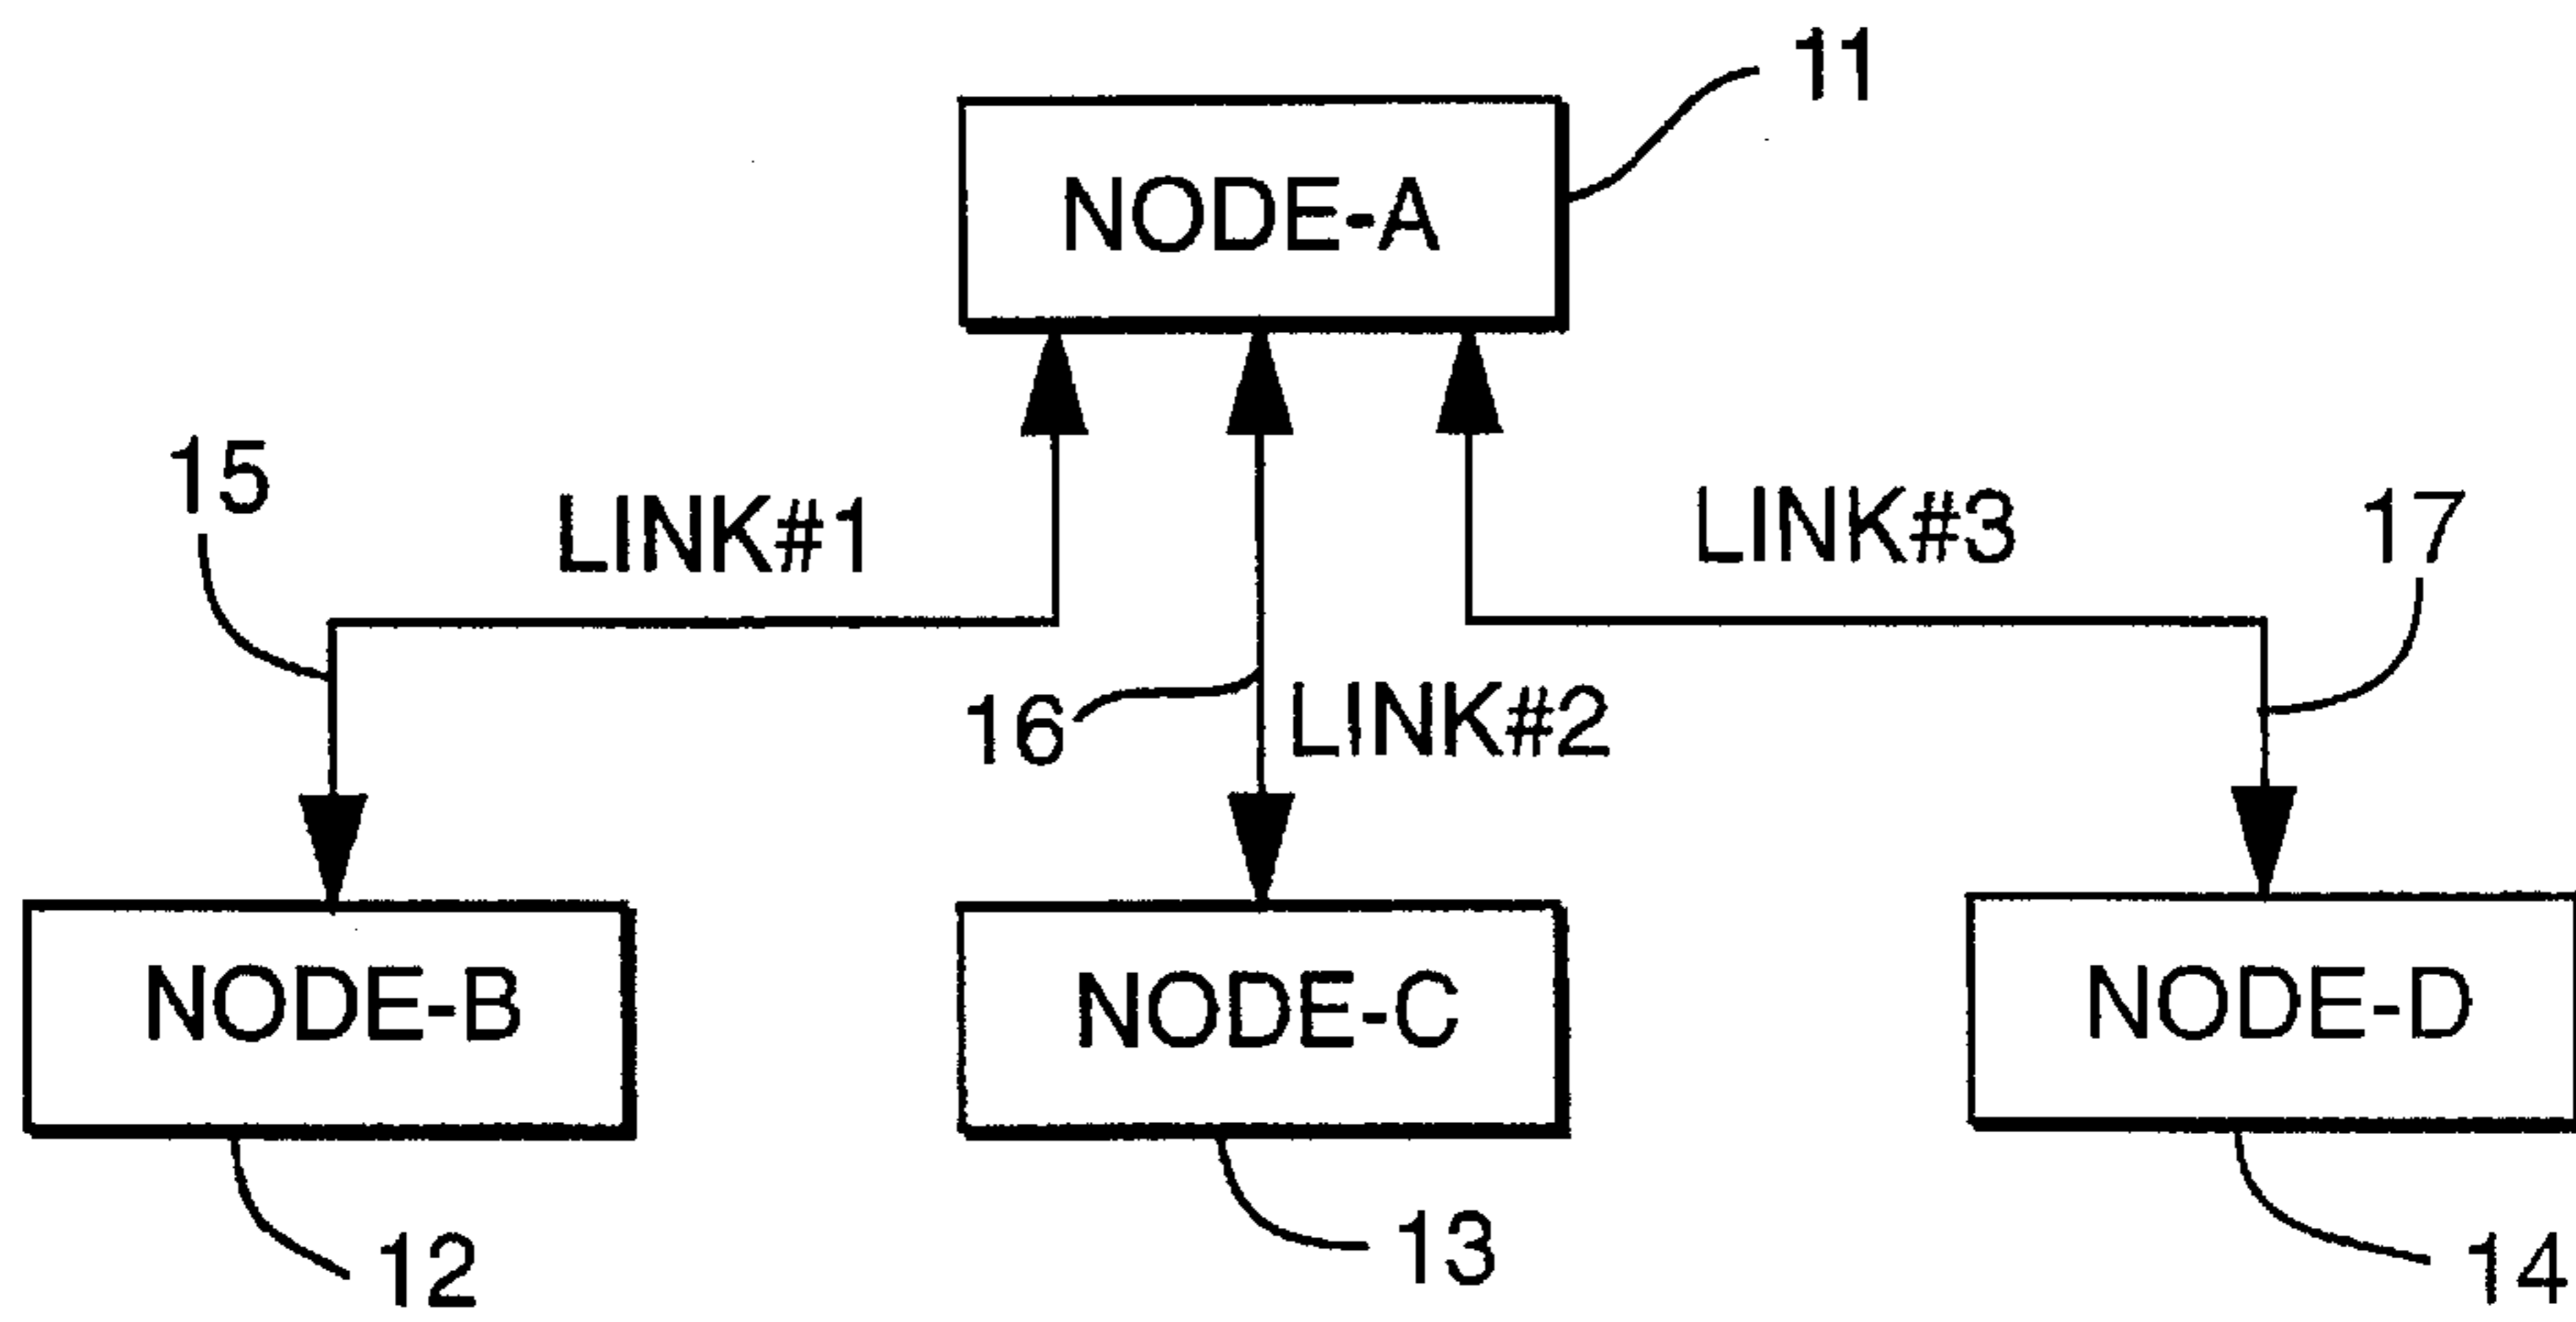 11
NODE-A
15
LINK#1
LINK#3
17
16
LINK#2
NODE-B
NODE-C
NODE-D
12
13
14